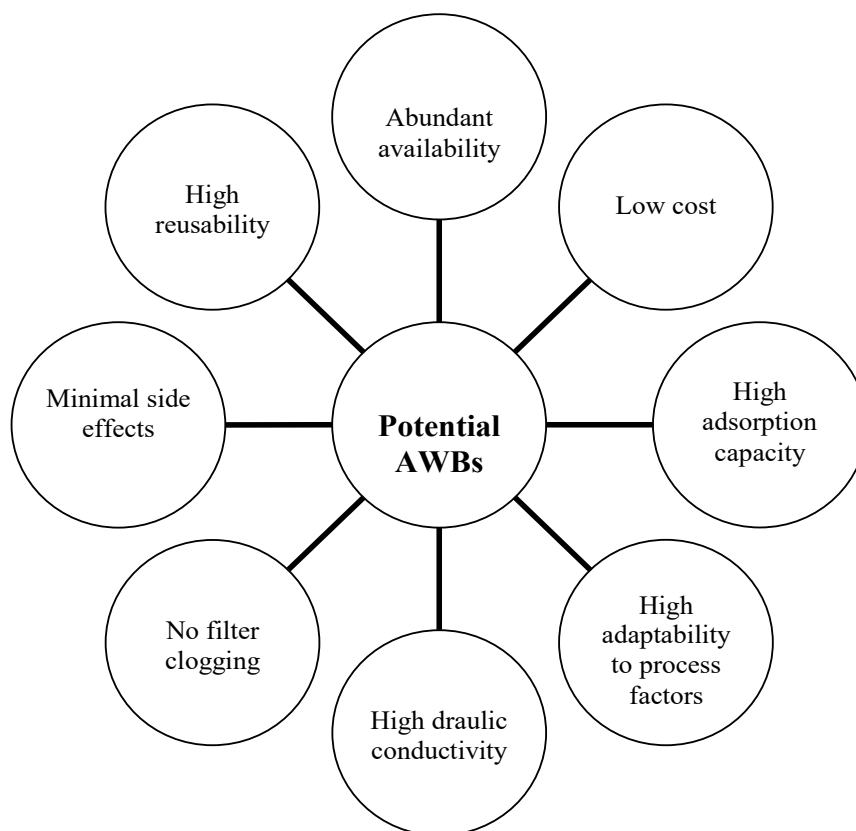 Abundant
availability
High
reusability
Low cost
Minimal side
effects
Potential
AWBs
High
adsorption
capacity
No filter
clogging
High
adaptability
to process
factors
High draulic
conductivity